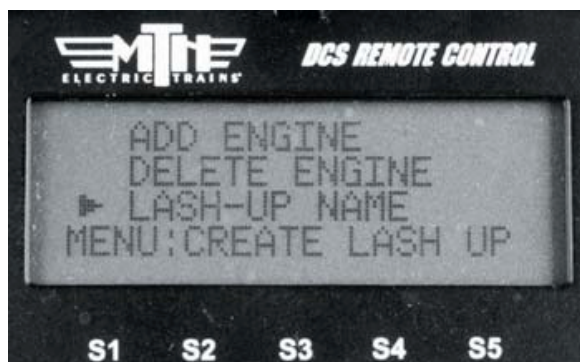 MTH
ELECTRIC TRAINS
DCS REMOTE CONTROL
ADD ENGINE
DELETE ENGINE
LASH-UP NAME
MENU:CREATE LASH UP
S1 S2 S3 S4 S5